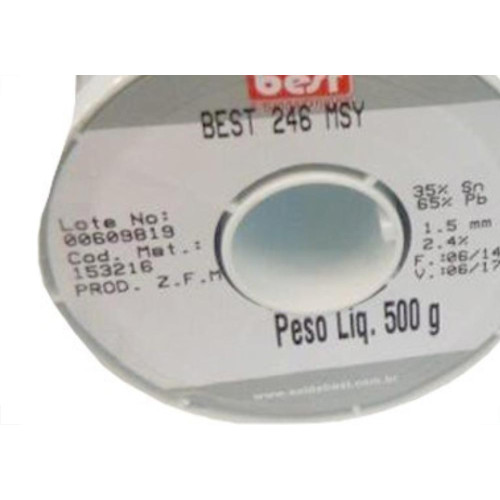 best
BEST 246 MSY
Lote No:
00609819
Cod. Mat.:
153216
PROD. Z.F.M
35% Sn
65% Pb
1.5 mm
2.4%
F.:06/14
V.:06/17
Peso Liq. 500 g
www.soldabest.com.br